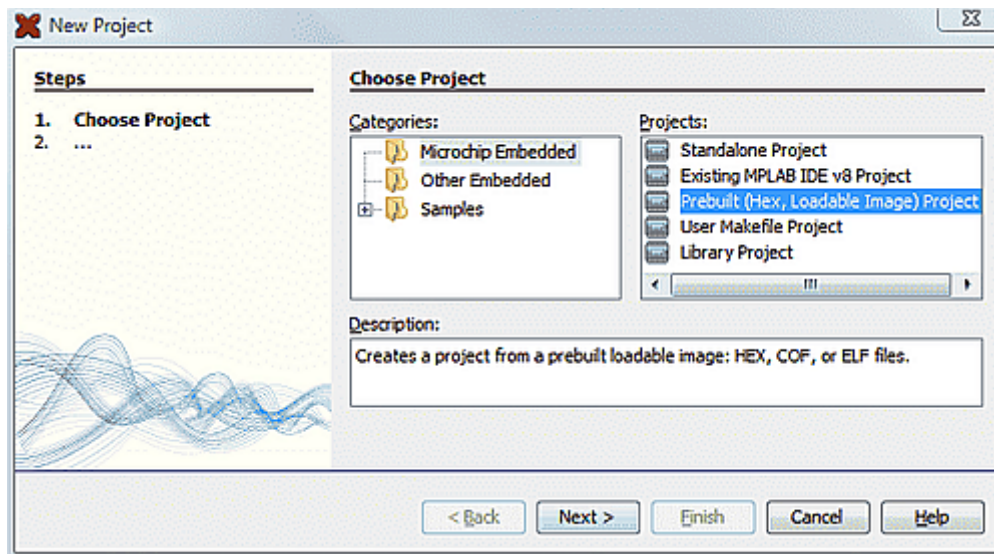 New Project
Steps
1. Choose Project
2. ...
Choose Project
Categories:
Microchip Embedded
Other Embedded
Samples
Projects:
Standalone Project
Existing MPLAB IDE v8 Project
Prebuilt (Hex, Loadable Image) Project
User Makefile Project
Library Project
Description:
Creates a project from a prebuilt loadable image: HEX, COF, or ELF files.
< Back
Next >
Finish
Cancel
Help